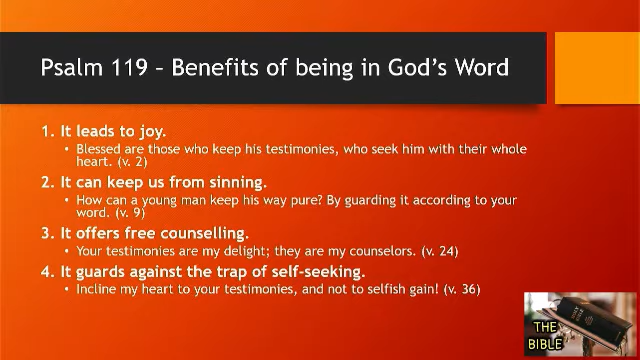 Psalm 119 – Benefits of being in God's Word
1. It leads to joy.
• Blessed are those who keep his testimonies, who seek him with their whole
heart. (v. 2)
2. It can keep us from sinning.
• How can a young man keep his way pure? By guarding it according to your
word. (v. 9)
3. It offers free counselling.
• Your testimonies are my delight; they are my counselors. (v. 24)
4. It guards against the trap of self-seeking.
• Incline my heart to your testimonies, and not to selfish gain! (v. 36)
THE
BIBLE
HOLY